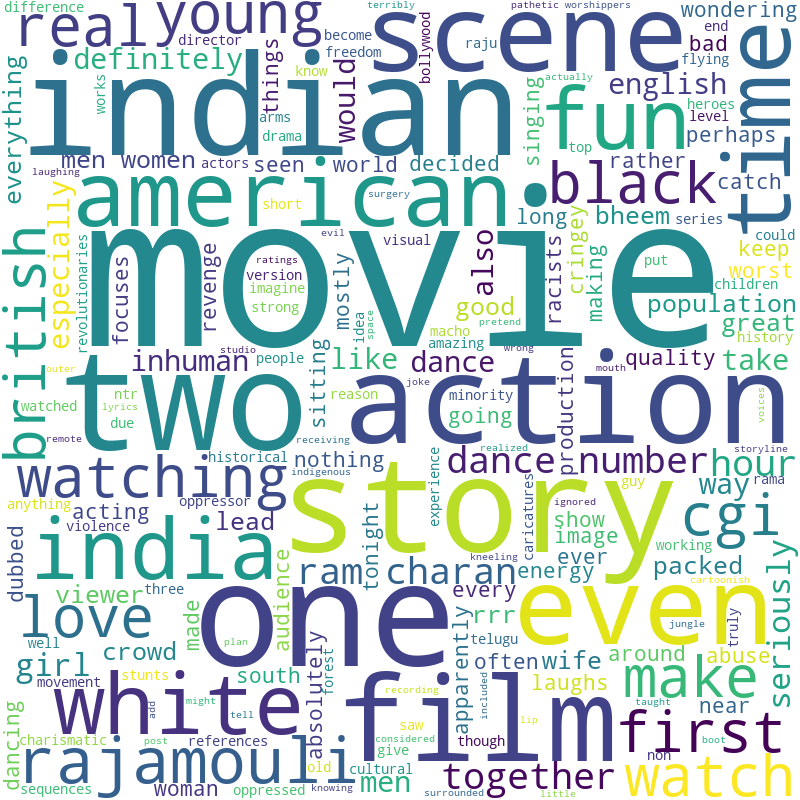 difference
real
young
director
terribly
become
freedom
know
scene
raju
bollywood
pathetic
worshippers
end
wondering
bad
flying
time
definitely
things
would
everything
works
indian
arms
drama
actually
singing
fun
top
english
heroes
level
perhaps
men women
actors
seen
world
decided
rather
catch
laughing
american
short
surgery
long
black
bheem
series
could
british
especially
revolutionaries
focuses
revenge
movie
evil
visual
ratings
version
imagine
strong
mostly
also
good
cringey
racists
making
put
keep
worst
children
population
great
history
macho
idea
space
amazing
pretend
studio
people
wrong
inhuman
like
dance
production
mouth
quality
take
outer
two
action
ntr
watched
due
lyrics
sitting
joke
reason
minority
going
voices
remote
receiving
realized
storyline
watching
historical
nothing
indigenous
dance number
hour
anything
acting
oppressor
violence
lead
story
experience
caricatures
ignored
guy
show
image
way
cgi
rama
dubbed
india
audience
tonight
kneeling
ever
working
viewer
three
ram charan
energy
packed
cartoonish
seriously
love
made
plan
one
every
rrr
even
jungle
truly
well
crowd
absolutely
forest
apparently
telugu
often
wife
around
abuse
girl
stunts
south
taught
movement
might
recording
included
laughs
make
near
dancing
white
add
tell
film
saw
lip
first
charismatic
post
references
considered
though
non
boot
rajamouli
old
cultural
give
together
watch
sequences
woman
oppressed
knowing
men
surrounded
little